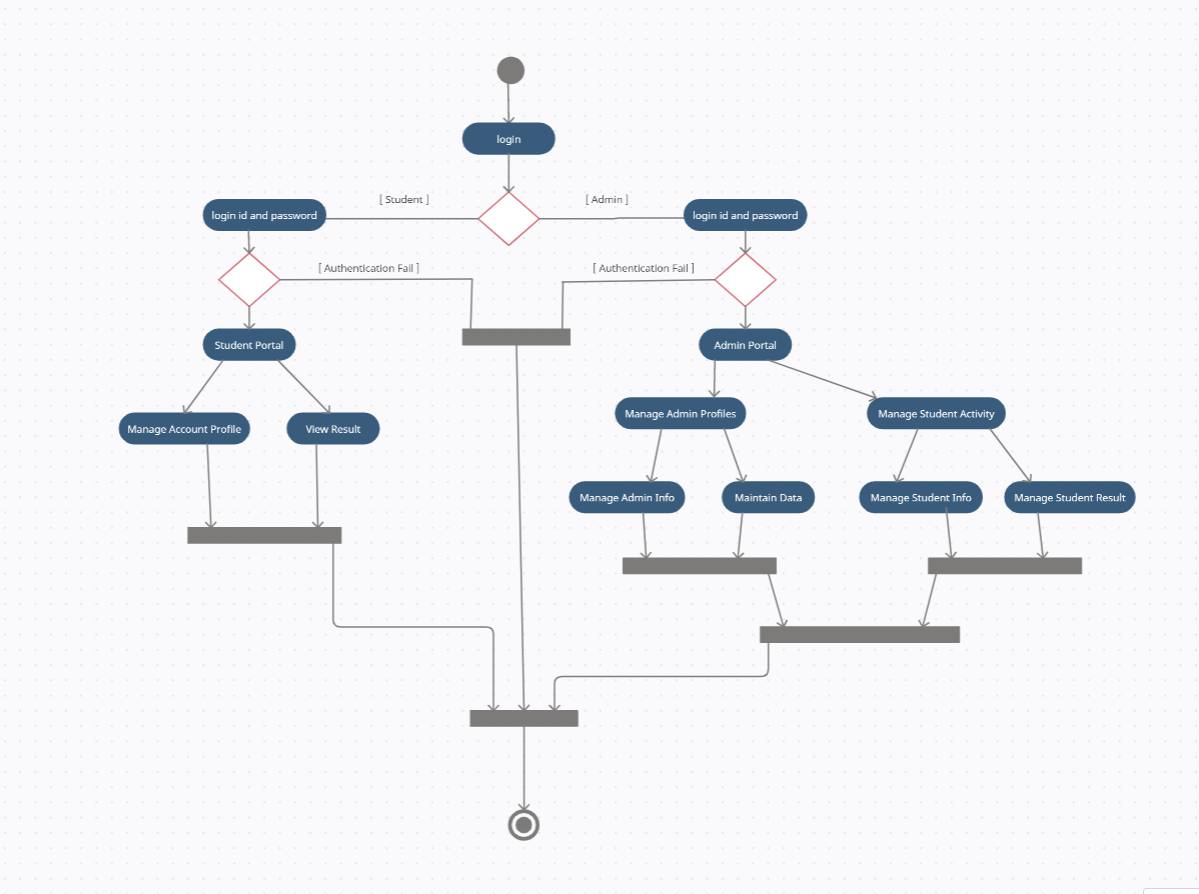 login
[ Student ]
[ Admin ]
login id and password
login id and password
[ Authentication Fail ]
[ Authentication Fail ]
Student Portal
Admin Portal
Manage Admin Profiles
Manage Student Activity
Manage Account Profile
View Result
Manage Admin Info
Maintain Data
Manage Student Info
Manage Student Result